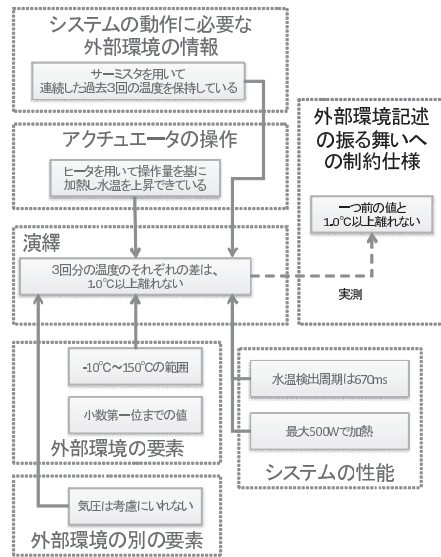 システムの動作に必要な
外部環境の情報
サーミスタを用いて
連続した過去3回の温度を保持している
アクチュエータの操作
ヒータを用いて操作量を基に
加熱し水温を上昇できている
外部環境記述
の振る舞いへ
の制約仕様
一つ前の値と
1.0℃以上離れない
演繹
3回分の温度のそれぞれの差は、
1.0℃以上離れない
実測
-10℃～150℃の範囲
小数第一位までの値
外部環境の要素
水温検出周期は670ms
最大500Wで加熱
システムの性能
気圧は考慮にいれない
外部環境の別の要素